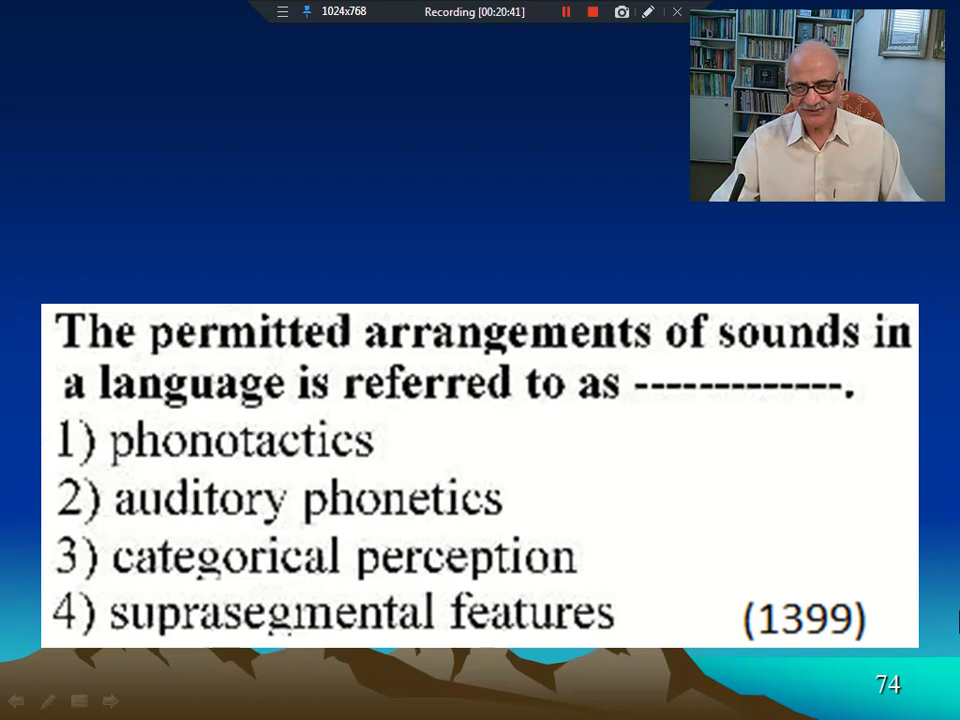 1024x768 Recording [00:20:41]
The permitted arrangements of sounds in
a language is referred to as -------------.
1) phonotactics
2) auditory phonetics
3) categorical perception
4) suprasegmental features (1399)
74